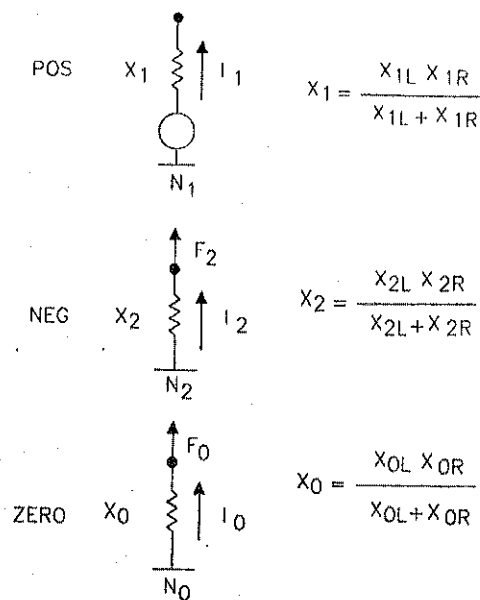 POS X₁ I₁ X₁ = X₁L X₁R / X₁L + X₁R
N₁
F₂
NEG X₂ I₂ X₂ = X₂L X₂R / X₂L + X₂R
N₂
F₀
ZERO X₀ I₀ X₀ = X₀L X₀R / X₀L + X₀R
N₀